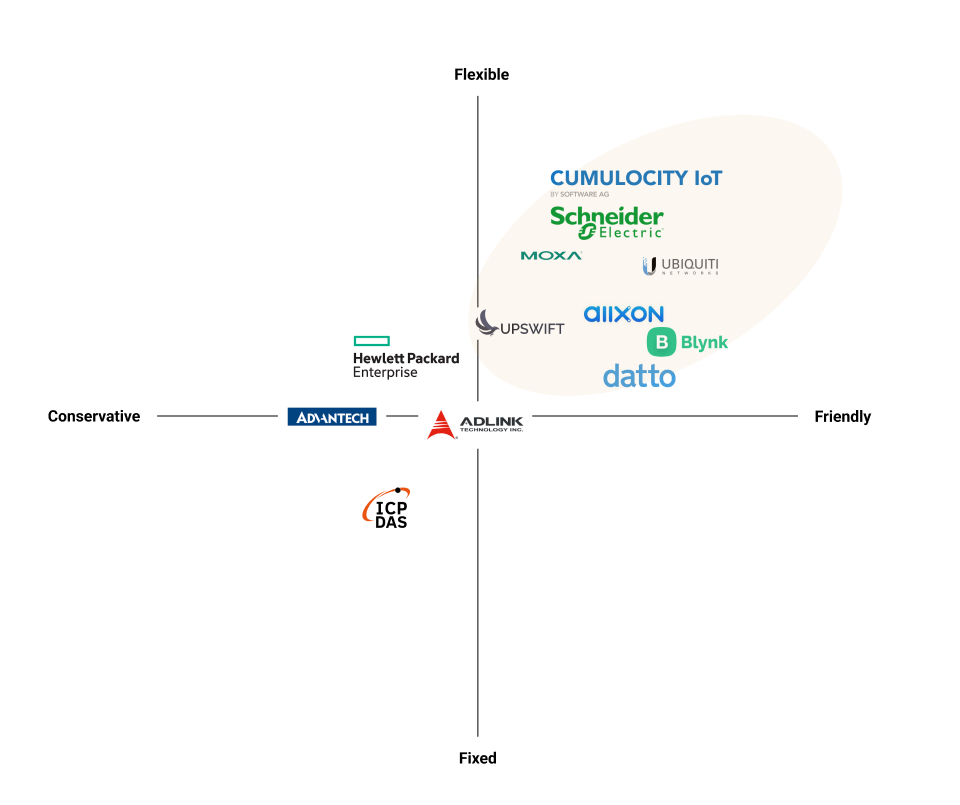 Flexible
CUMULOCITY IoT
BY SOFTWARE AG
Schneider
Electric
MOXA
UBIQUITI
NETWORKS
allxon
UPSWIFT
B Blynk
Hewlett Packard
Enterprise
datto
Conservative
ADVANTECH
ADLINK
TECHNOLOGY INC.
Friendly
ICP
DAS
Fixed